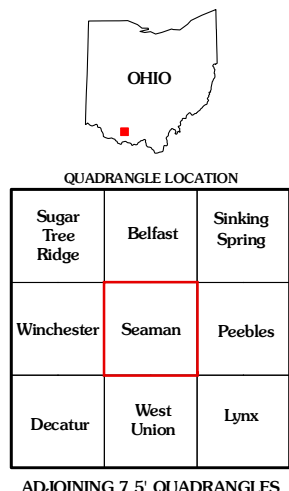 OHIO
QUADRANGLE LOCATION
Sugar
Tree
Ridge
Belfast
Sinking
Spring
Winchester
Seaman
Peebles
Decatur
West
Union
Lynx
ADJOINING 7.5' QUADRANGLES